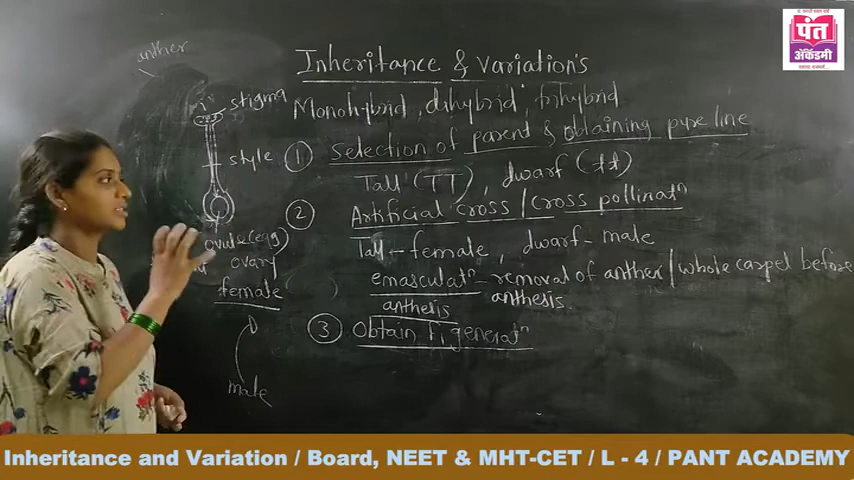 पंत
अ‍ॅकॅडमी
anther
stigma
style
ovule(egg)
ovary
female
male
Inheritance & Variation's
Monohybrid, dihybrid, trihybrid
1 Selection of parent & obtaining pure line
Tall (TT), dwarf (tt)
2 Artificial cross/cross pollinatⁿ
Tall - female, dwarf - male
emasculatⁿ - removal of anther/whole carpel before
anthesis anthesis.
3 Obtain F₁ generatⁿ
Inheritance and Variation / Board, NEET & MHT-CET / L - 4 / PANT ACADEMY